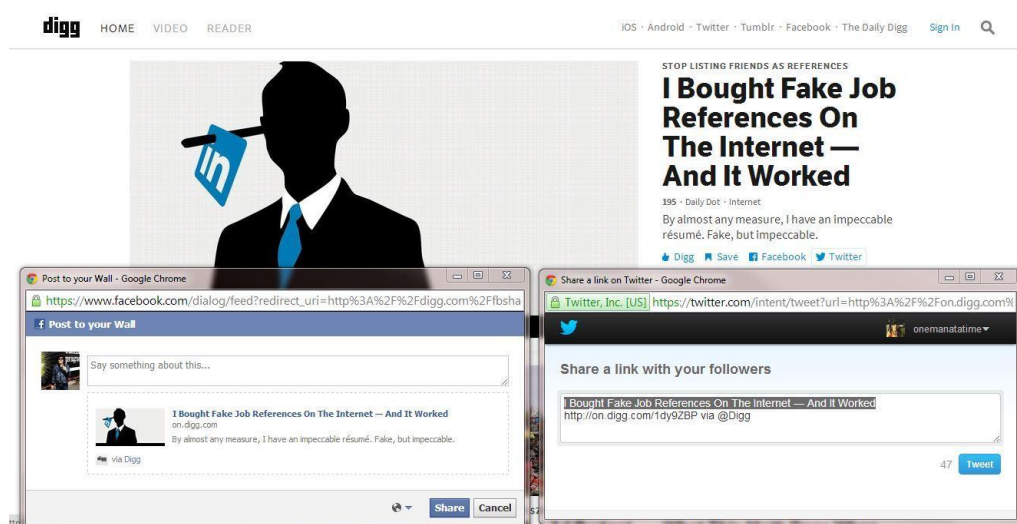 digg HOME VIDEO READER iOS · Android · Twitter · Tumblr · Facebook · The Daily Digg Sign In
STOP LISTING FRIENDS AS REFERENCES
I Bought Fake Job
References On
The Internet —
And It Worked
195 · Daily Dot · Internet
By almost any measure, I have an impeccable
résumé. Fake, but impeccable.
Digg Save Facebook Twitter
in
Post to your Wall - Google Chrome
https://www.facebook.com/dialog/feed?redirect_uri=http%3A%2F%2Fdigg.com%2Ffbsha
Post to your Wall
Say something about this...
I Bought Fake Job References On The Internet — And It Worked
on.digg.com
By almost any measure, I have an impeccable résumé. Fake, but impeccable.
via Digg
Share Cancel
Share a link on Twitter - Google Chrome
Twitter, Inc. [US] https://twitter.com/intent/tweet?url=http%3A%2F%2Fon.digg.com%
onemanatatime
Share a link with your followers
I Bought Fake Job References On The Internet — And It Worked
http://on.digg.com/1dy9ZBP via @Digg
47 Tweet